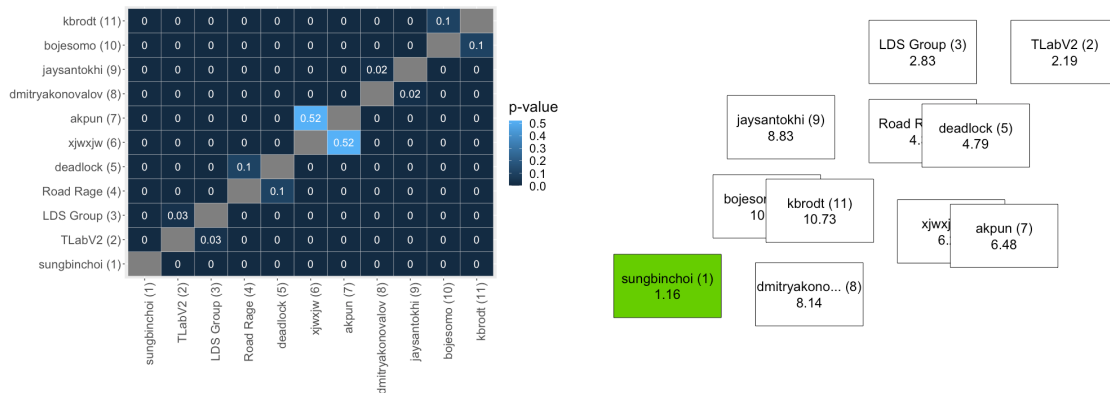 kbrodt (11) 0 0 0 0 0 0 0 0 0 0.1
bojesomo (10) 0 0 0 0 0 0 0 0 0 0.1
jaysantokhi (9) 0 0 0 0 0 0 0 0.02 0 0
dmitryakonovalov (8) 0 0 0 0 0 0 0 0.02 0 0
akpun (7) 0 0 0 0 0 0.52 0 0 0 0
xjwxjw (6) 0 0 0 0 0 0.52 0 0 0 0
deadlock (5) 0 0 0 0.1 0 0 0 0 0 0
Road Rage (4) 0 0 0 0.1 0 0 0 0 0 0
LDS Group (3) 0 0.03 0 0 0 0 0 0 0 0
TLabV2 (2) 0 0.03 0 0 0 0 0 0 0 0
sungbinchoi (1) 0 0 0 0 0 0 0 0 0 0
sungbinchoi (1)
TLabV2 (2)
LDS Group (3)
Road Rage (4)
deadlock (5)
xjwxjw (6)
akpun (7)
dmitryakonovalov (8)
jaysantokhi (9)
bojesomo (10)
kbrodt (11)
p-value
0.5
0.4
0.3
0.2
0.1
0.0
LDS Group (3)
2.83
TLabV2 (2)
2.19
jaysantokhi (9)
8.83
Road
4.
deadlock (5)
4.79
bojeso
10
kbrodt (11)
10.73
xjwxj
6.
akpun (7)
6.48
sungbinchoi (1)
1.16
dmitryakono... (8)
8.14